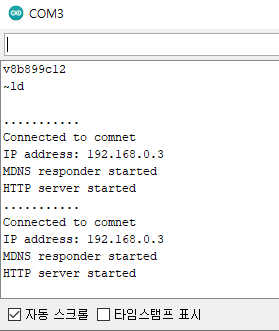 COM3
v8b899c12
~ld
...........
Connected to comnet
IP address: 192.168.0.3
MDNS responder started
HTTP server started
...........
Connected to comnet
IP address: 192.168.0.3
MDNS responder started
HTTP server started
자동 스크롤 타임스탬프 표시